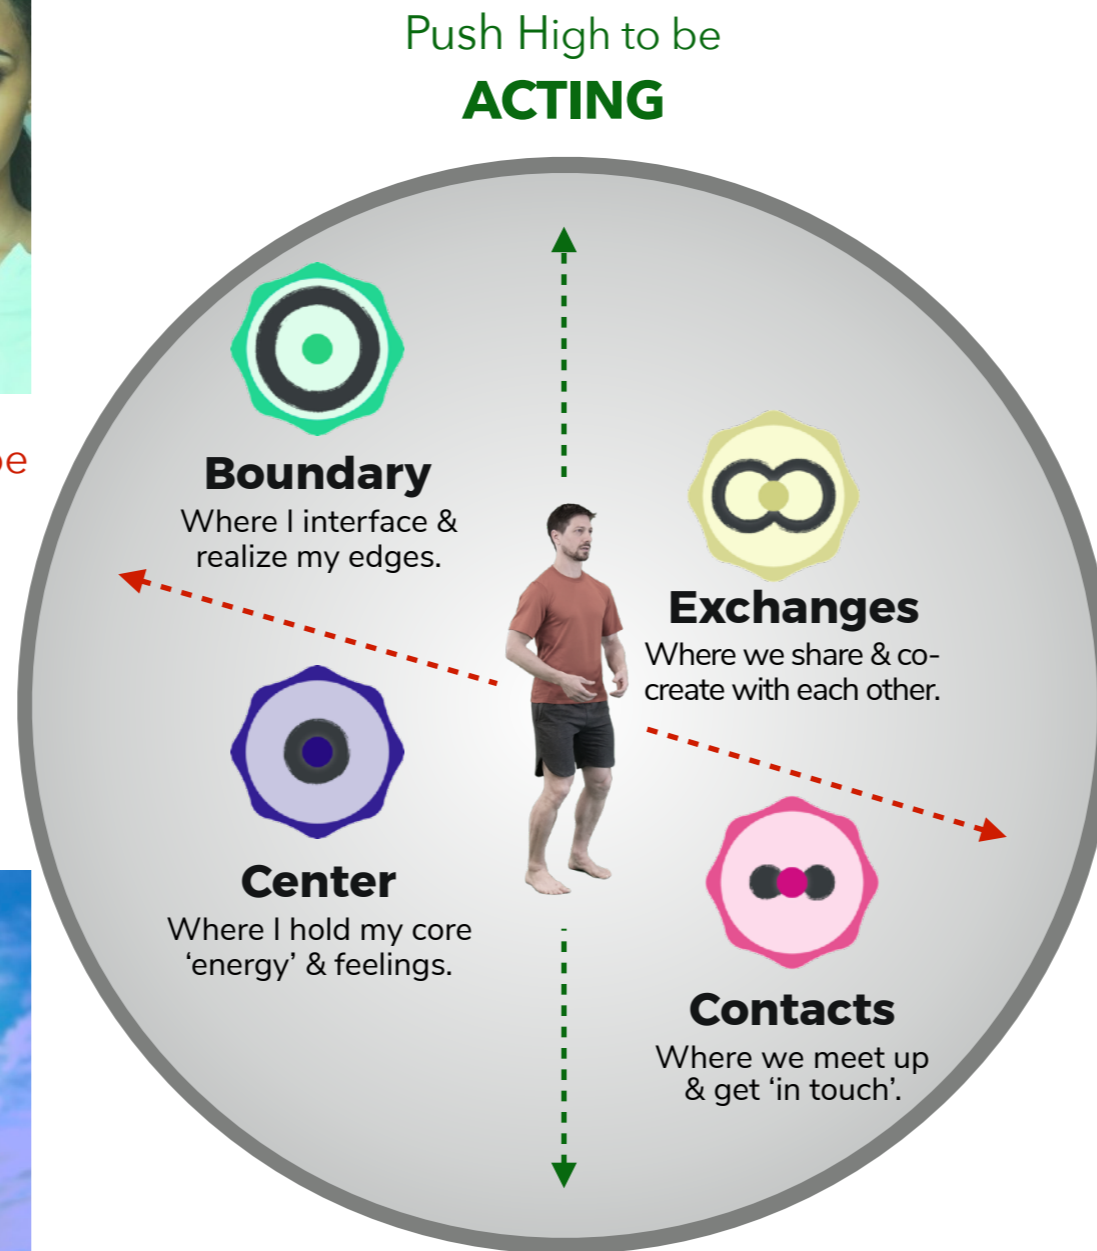 Push High to be
ACTING
Boundary
Where I interface &
realize my edges.
Exchanges
Where we share & co-
create with each other.
Center
Where I hold my core
‘energy’ & feelings.
Contacts
Where we meet up
& get ‘in touch’.